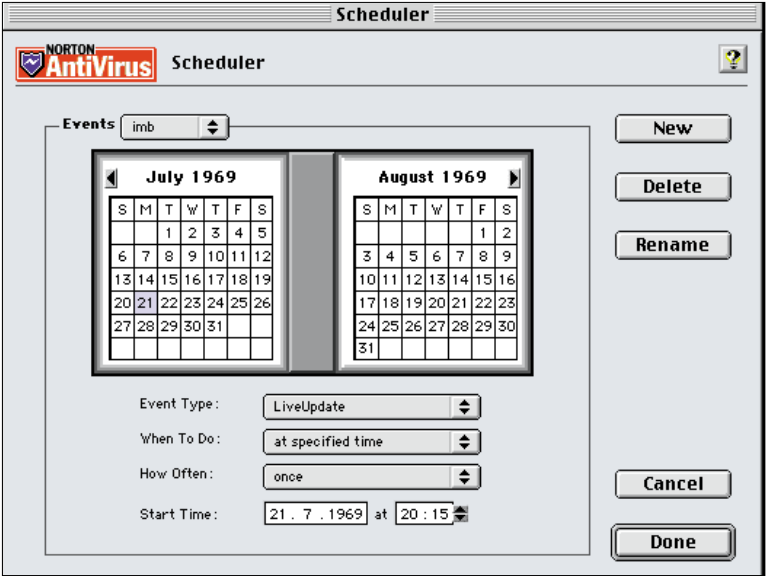 Scheduler
NORTON
AntiVirus
Scheduler
?
Events imb
New
Delete
Rename
July 1969
S M T W T F S
1 2 3 4 5
6 7 8 9 10 11 12
13 14 15 16 17 18 19
20 21 22 23 24 25 26
27 28 29 30 31
August 1969
S M T W T F S
1 2
3 4 5 6 7 8 9
10 11 12 13 14 15 16
17 18 19 20 21 22 23
24 25 26 27 28 29 30
31
Event Type: LiveUpdate
When To Do: at specified time
How Often: once
Start Time: 21 . 7 . 1969 at 20 : 15
Cancel
Done